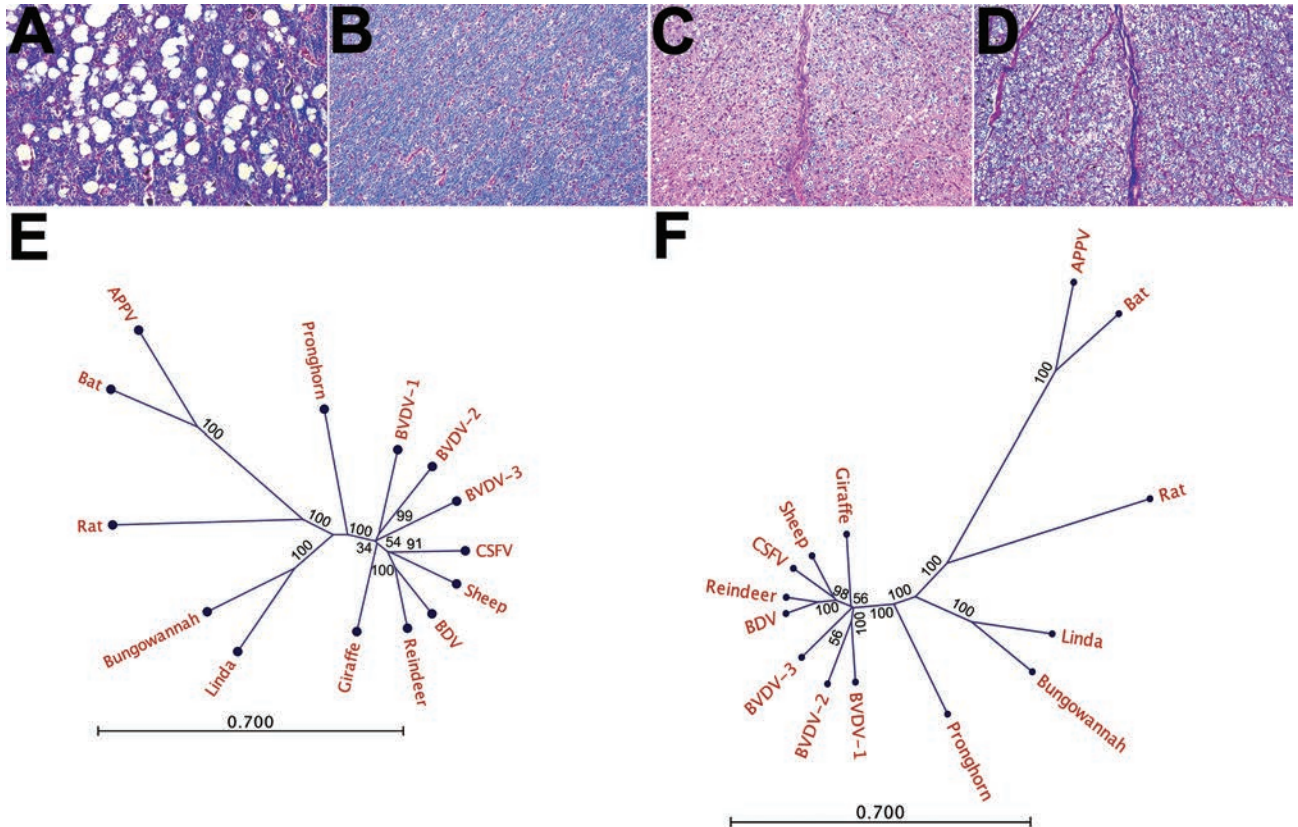 A
B
C
D
E
F
APPV
Bat
Pronghorn
BVDV-1
BVDV-2
BVDV-3
CSFV
Sheep
BDV
Reindeer
Giraffe
Linda
Bungowannah
Rat
100
100
100
100
99
54
91
34
100
0.700
APPV
Bat
Rat
Linda
Bungowannah
Pronghorn
BVDV-1
BVDV-2
BVDV-3
BDV
Reindeer
CSFV
Sheep
Giraffe
100
100
100
100
100
98
56
100
100
56
0.700